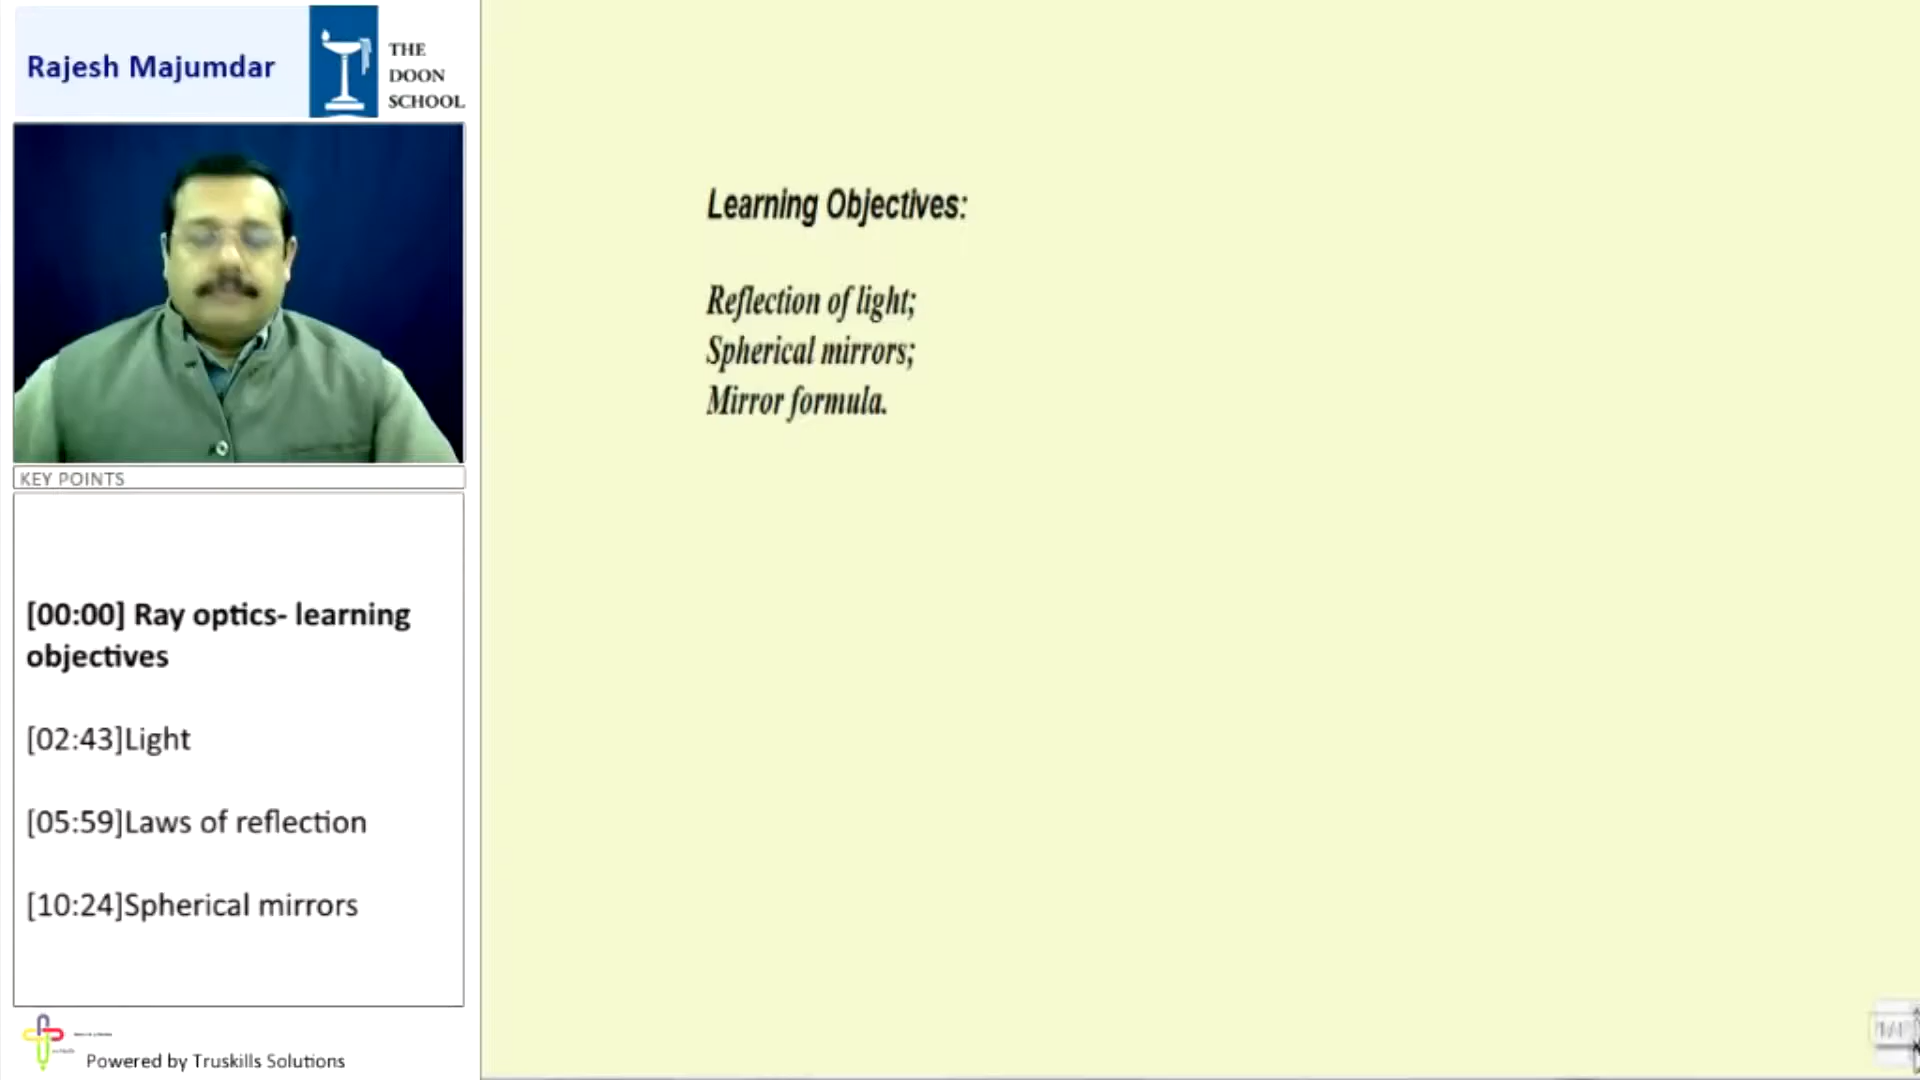 Rajesh Majumdar
THE
DOON
SCHOOL
KEY POINTS
[00:00] Ray optics- learning
objectives
[02:43]Light
[05:59]Laws of reflection
[10:24]Spherical mirrors
Powered by Truskills Solutions
Learning Objectives:
Reflection of light;
Spherical mirrors;
Mirror formula.